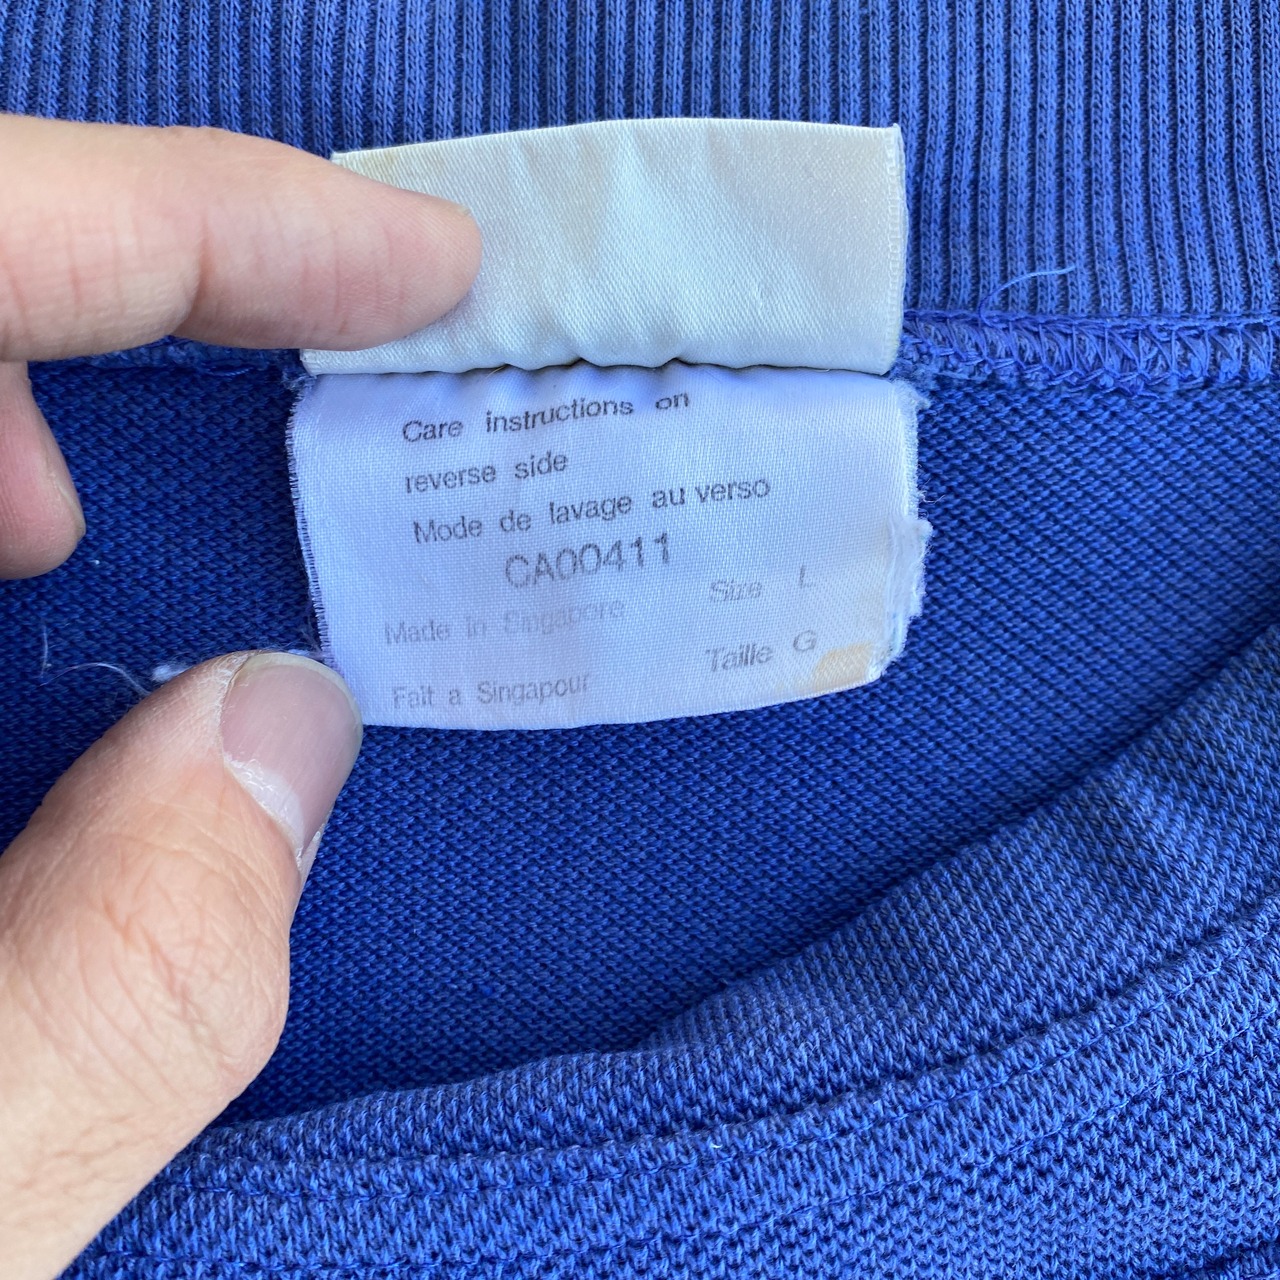 Care instructions on
reverse side
Mode de lavage au verso
CA00411
Made in Singapore Size L
Fait a Singapour Taille G